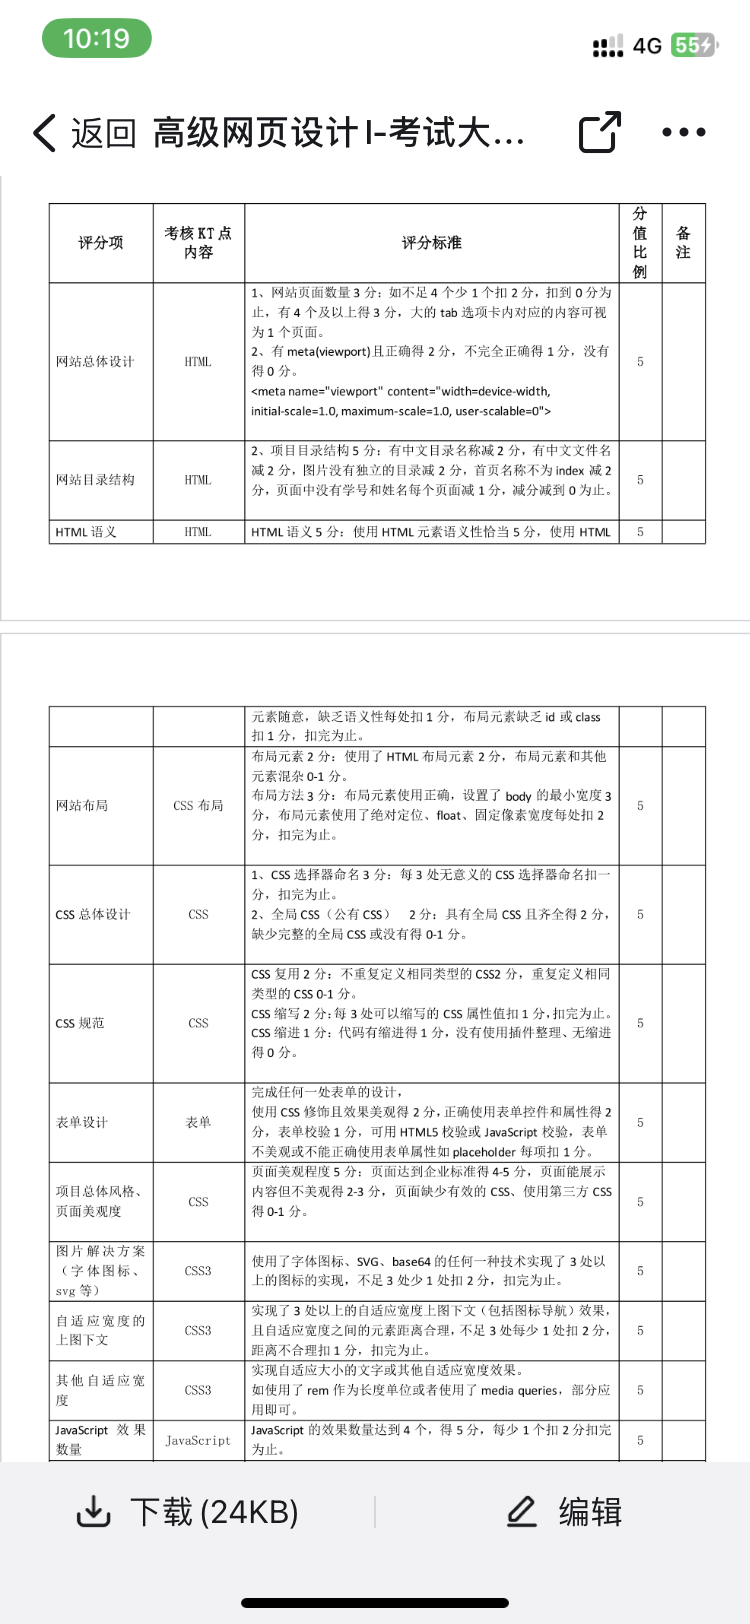 10:19
4G 55
返回 高级网页设计 I-考试大...
评分项
考核 KT 点
内容
评分标准
分
值
比
例
备
注
网站总体设计
HTML
1、网站页面数量 3 分：如不足 4 个少 1 个扣 2 分，扣到 0 分为
止，有 4 个及以上得 3 分，大的 tab 选项卡内对应的内容可视
为 1 个页面。
2、有 meta(viewport)且正确得 2 分，不完全正确得 1 分，没有
得 0 分。
<meta name="viewport" content="width=device-width,
initial-scale=1.0, maximum-scale=1.0, user-scalable=0">
5
网站目录结构
HTML
2、项目目录结构 5 分：有中文目录名称减 2 分，有中文文件名
减 2 分，图片没有独立的目录减 2 分，首页名称不为 index 减 2
分，页面中没有学号和姓名每个页面减 1 分，减分减到 0 为止。
5
HTML 语义
HTML
HTML 语义 5 分：使用 HTML 元素语义性恰当 5 分，使用 HTML
5
元素随意，缺乏语义性每处扣 1 分，布局元素缺乏 id 或 class
扣 1 分，扣完为止。
网站布局
CSS 布局
布局元素 2 分：使用了 HTML 布局元素 2 分，布局元素和其他
元素混杂 0-1 分。
布局方法 3 分：布局元素使用正确，设置了 body 的最小宽度 3
分，布局元素使用了绝对定位、float、固定像素宽度每处扣 2
分，扣完为止。
5
CSS 总体设计
CSS
1、CSS 选择器命名 3 分：每 3 处无意义的 CSS 选择器命名扣一
分，扣完为止。
2、全局 CSS（公有 CSS） 2 分：具有全局 CSS 且齐全得 2 分，
缺少完整的全局 CSS 或没有得 0-1 分。
5
CSS 规范
CSS
CSS 复用 2 分：不重复定义相同类型的 CSS2 分，重复定义相同
类型的 CSS 0-1 分。
CSS 缩写 2 分：每 3 处可以缩写的 CSS 属性值扣 1 分，扣完为止。
CSS 缩进 1 分：代码有缩进得 1 分，没有使用插件整理、无缩进
得 0 分。
5
表单设计
表单
完成任何一处表单的设计，
使用 CSS 修饰且效果美观得 2 分，正确使用表单控件和属性得 2
分，表单校验 1 分，可用 HTML5 校验或 JavaScript 校验，表单
不美观或不能正确使用表单属性如 placeholder 每项扣 1 分。
5
项目总体风格、
页面美观度
CSS
页面美观程度 5 分：页面达到企业标准得 4-5 分，页面能展示
内容但不美观得 2-3 分，页面缺少有效的 CSS、使用第三方 CSS
得 0-1 分。
5
图片解决方案
（字体图标、
svg 等）
CSS3
使用了字体图标、SVG、base64 的任何一种技术实现了 3 处以
上的图标的实现，不足 3 处少 1 处扣 2 分，扣完为止。
5
自适应宽度的
上图下文
CSS3
实现了 3 处以上的自适应宽度上图下文（包括图标导航）效果，
且自适应宽度之间的元素距离合理，不足 3 处每少 1 处扣 2 分，
距离不合理扣 1 分，扣完为止。
5
其他自适应宽
度
CSS3
实现自适应大小的文字或其他自适应宽度效果。
如使用了 rem 作为长度单位或者使用了 media queries，部分应
用即可。
5
JavaScript 效果
数量
JavaScript
JavaScript 的效果数量达到 4 个，得 5 分，每少 1 个扣 2 分扣完
为止。
5
下载 (24KB)
编辑